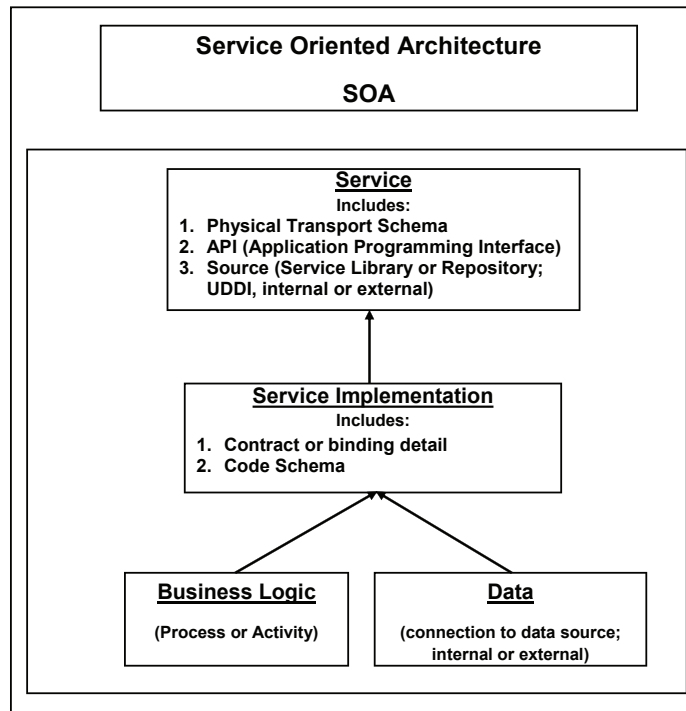 Service Oriented Architecture
SOA
Service
Includes:
1. Physical Transport Schema
2. API (Application Programming Interface)
3. Source (Service Library or Repository;
UDDI, internal or external)
Service Implementation
Includes:
1. Contract or binding detail
2. Code Schema
Business Logic
(Process or Activity)
Data
(connection to data source;
internal or external)